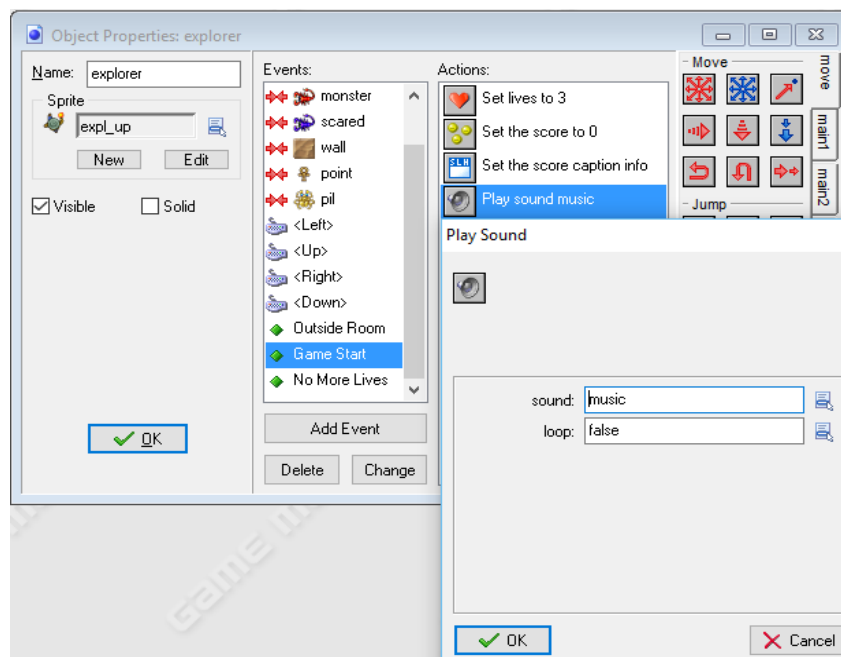 Object Properties: explorer
Name: explorer
Sprite
expl_up
New Edit
Visible Solid
OK
Events:
monster
scared
wall
point
pil
<Left>
<Up>
<Right>
<Down>
Outside Room
Game Start
No More Lives
Add Event
Delete Change
Actions:
Set lives to 3
Set the score to 0
SLH
Set the score caption info
Play sound music
Move
Jump
move
main1
main2
Play Sound
sound: music
loop: false
OK Cancel